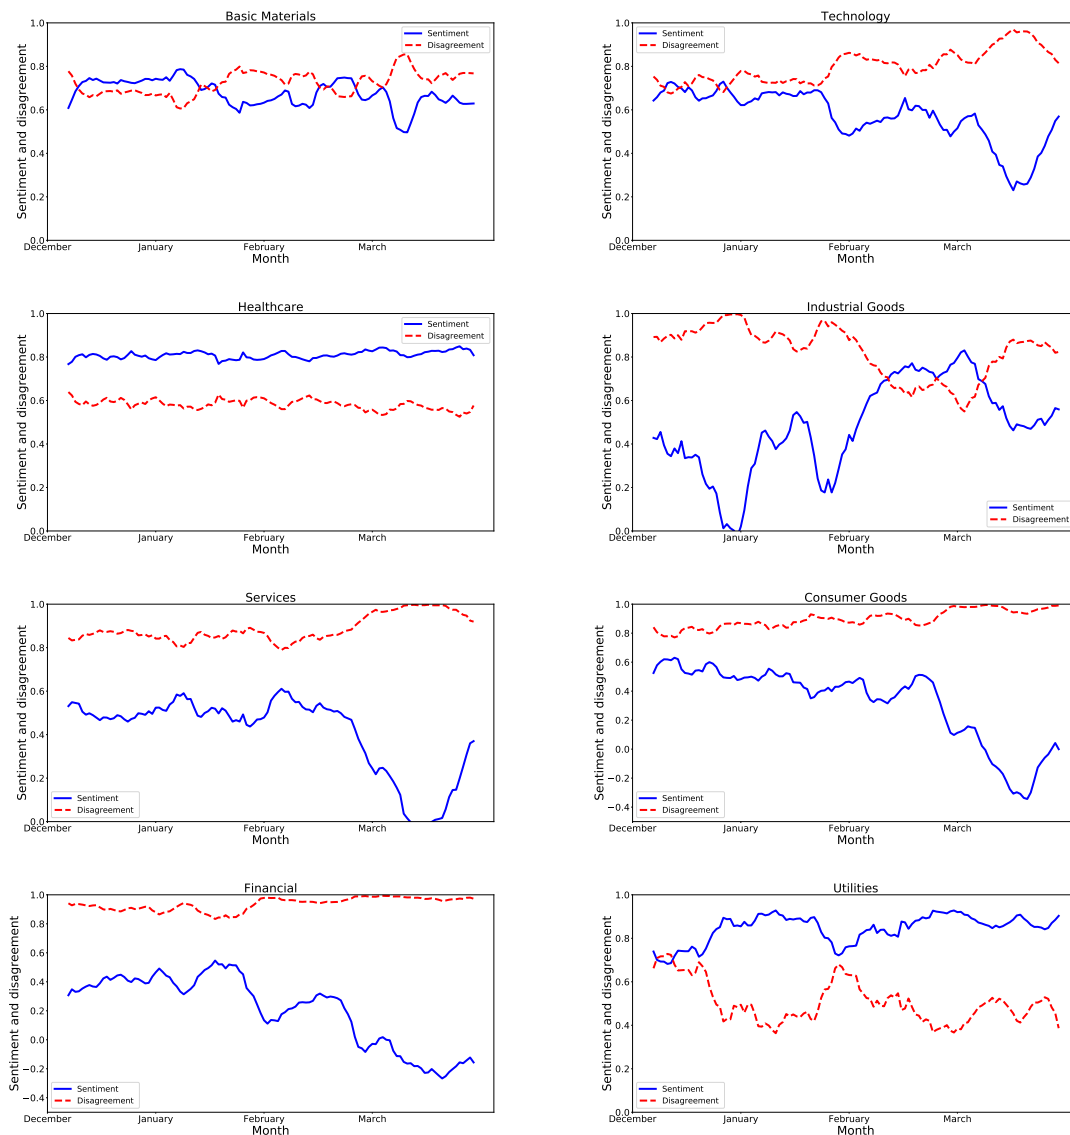 Basic Materials
Sentiment and disagreement
1.0
0.8
0.6
0.4
0.2
0.0
Sentiment
Disagreement
December
January
February
March
Month
Technology
Sentiment and disagreement
1.0
0.8
0.6
0.4
0.2
0.0
Sentiment
Disagreement
December
January
February
March
Month
Healthcare
Sentiment and disagreement
1.0
0.8
0.6
0.4
0.2
0.0
Sentiment
Disagreement
December
January
February
March
Month
Industrial Goods
Sentiment and disagreement
1.0
0.8
0.6
0.4
0.2
0.0
Sentiment
Disagreement
December
January
February
March
Month
Services
Sentiment and disagreement
1.0
0.8
0.6
0.4
0.2
0.0
Sentiment
Disagreement
December
January
February
March
Month
Consumer Goods
Sentiment and disagreement
1.0
0.8
0.6
0.4
0.2
0.0
−0.2
−0.4
Sentiment
Disagreement
December
January
February
March
Month
Financial
Sentiment and disagreement
1.0
0.8
0.6
0.4
0.2
0.0
−0.2
−0.4
Sentiment
Disagreement
December
January
February
March
Month
Utilities
Sentiment and disagreement
1.0
0.8
0.6
0.4
0.2
0.0
Sentiment
Disagreement
December
January
February
March
Month